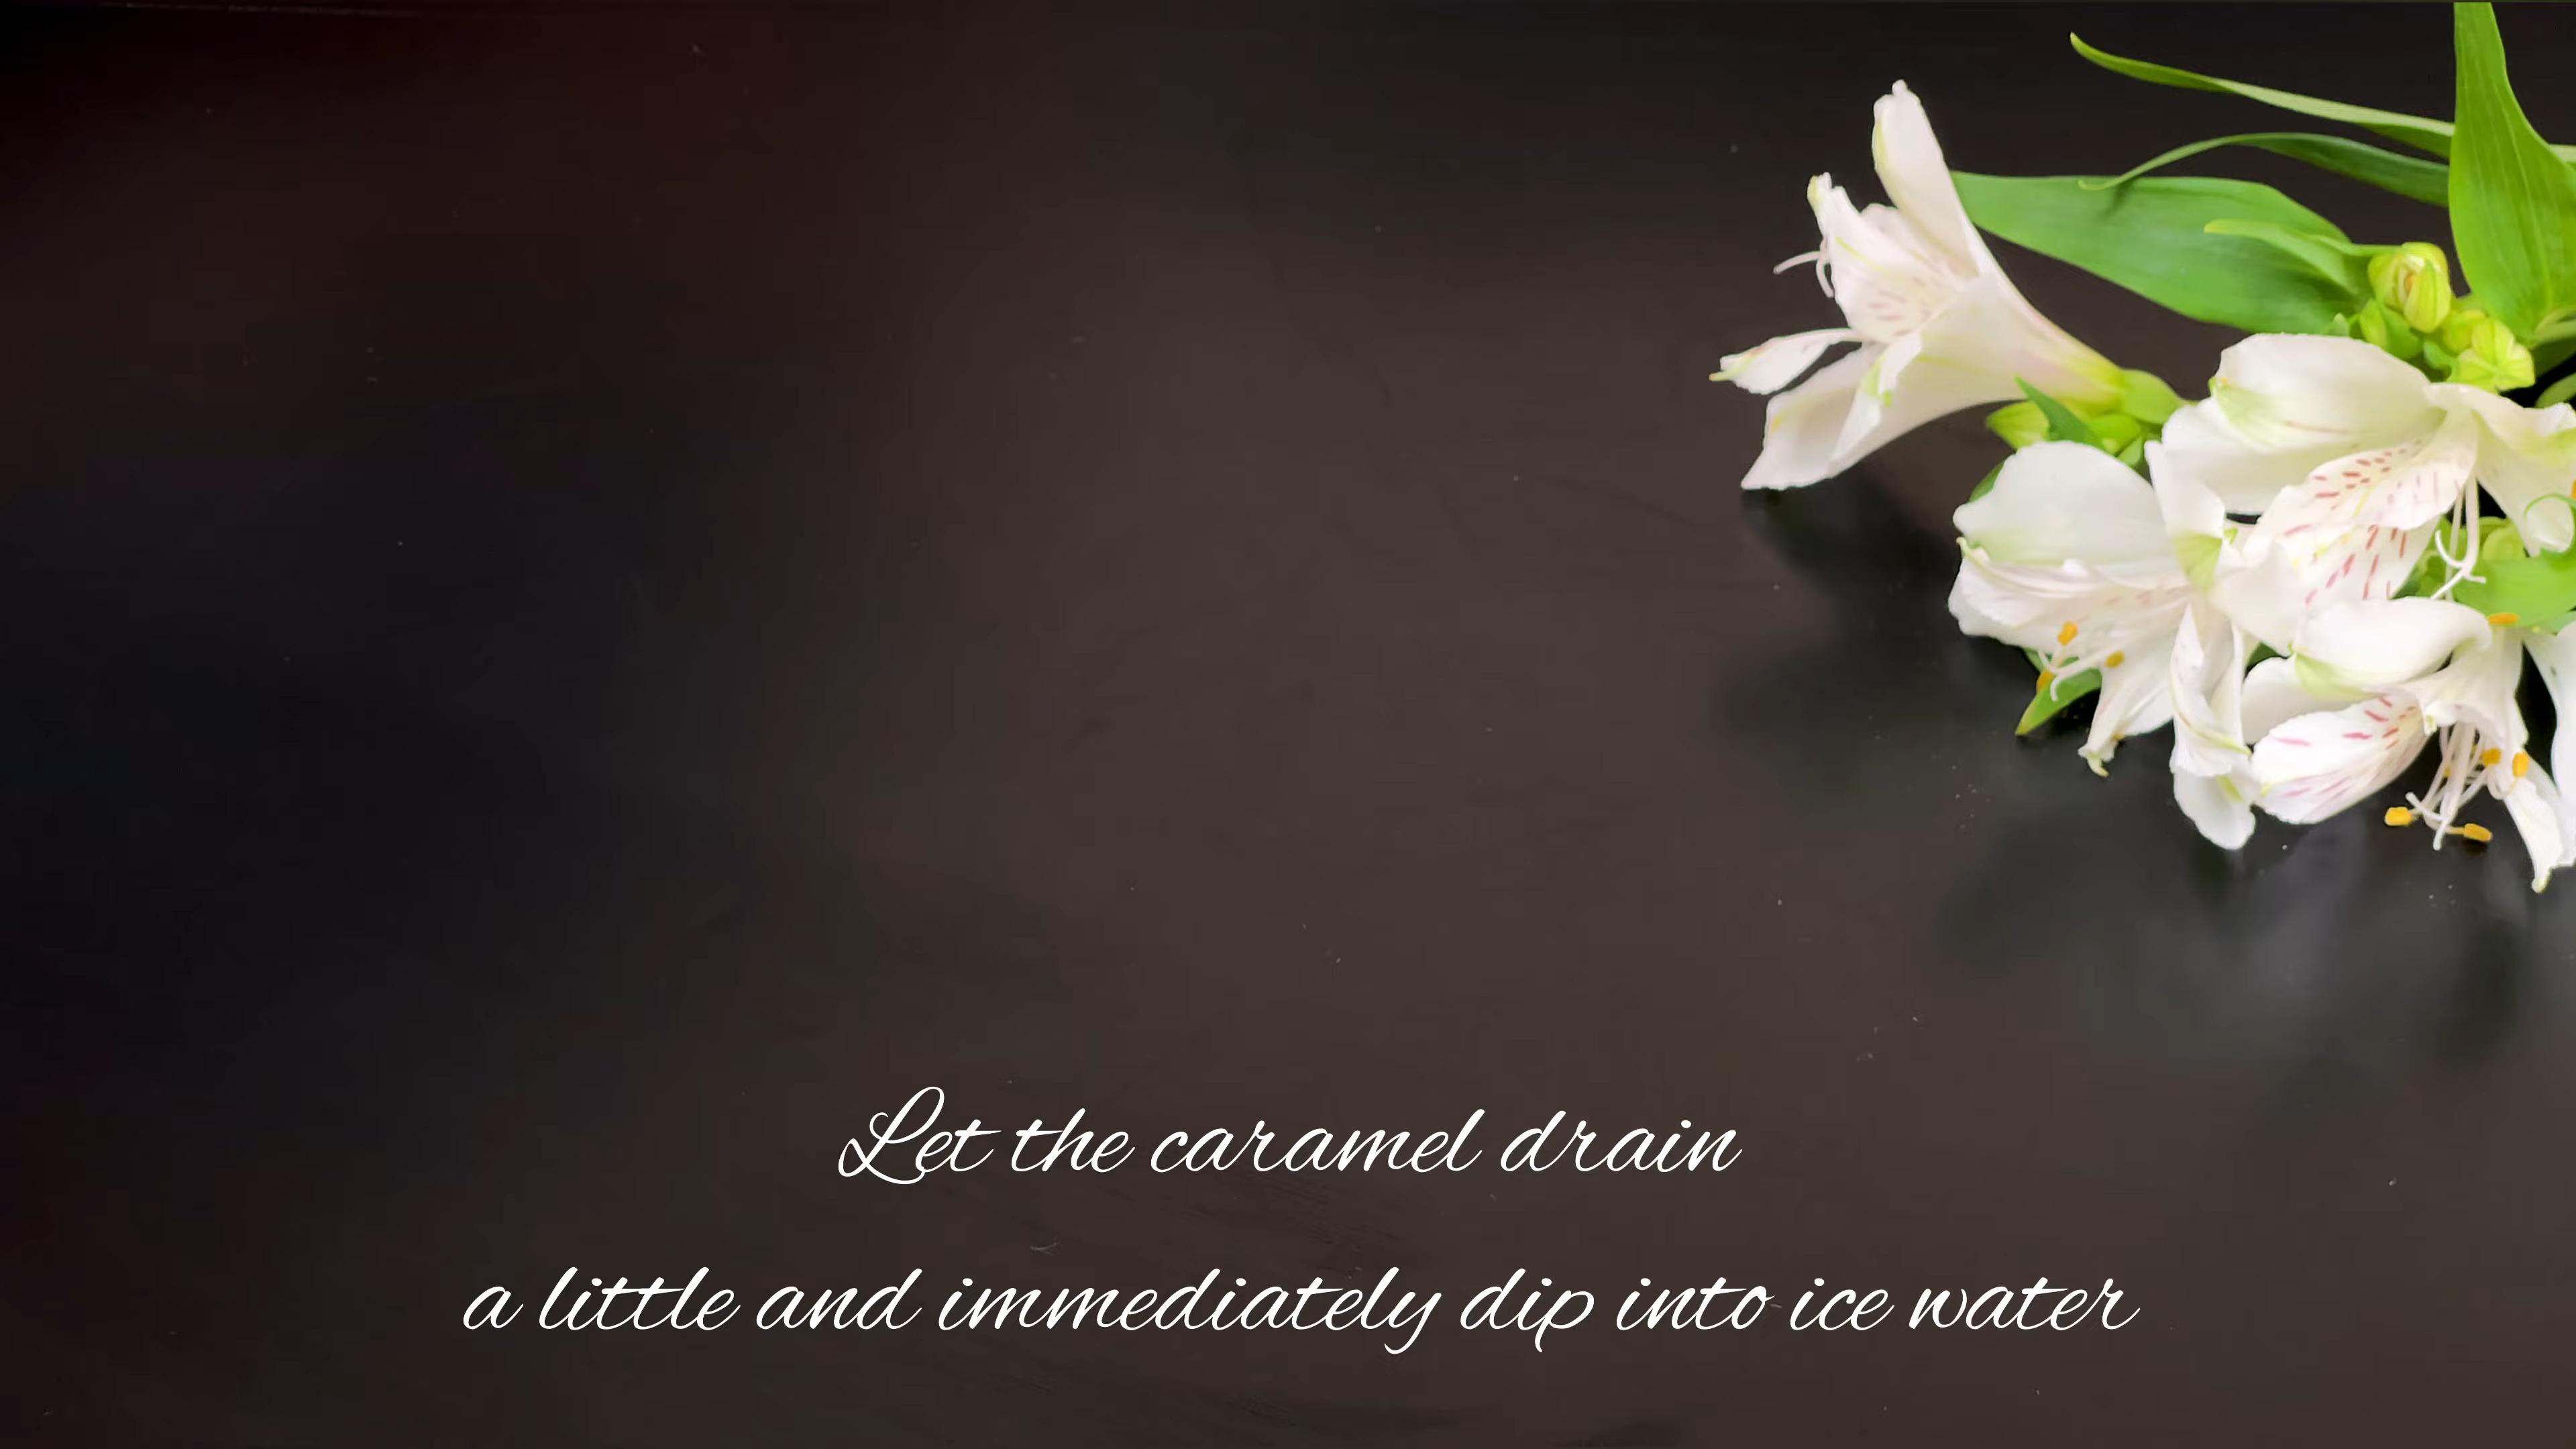 Let the caramel drain
a little and immediately dip into ice water